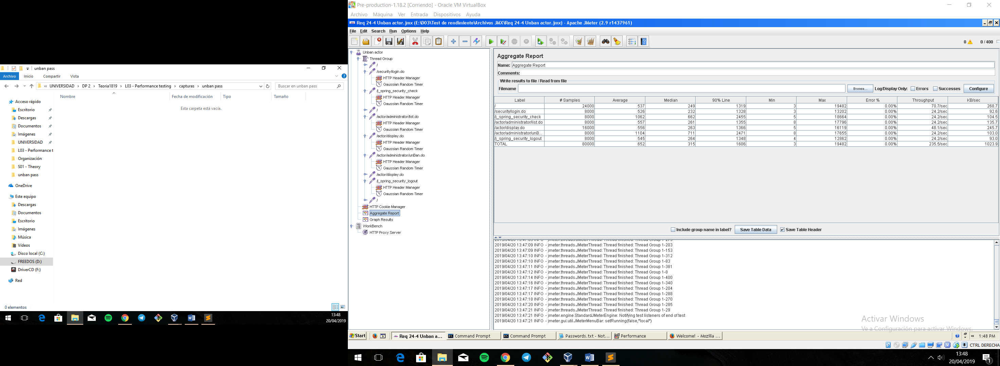 unban pass
Archivo Inicio Compartir Vista
« UNIVERSIDAD > DP 2 > Teoria1819 > L03 - Performance testing > capturas > unban pass
Buscar en unban pass
Nombre Fecha de modificación Tipo Tamaño
Esta carpeta está vacía.
Acceso rápido
Escritorio
Descargas
Documentos
Imágenes
UNIVERSIDAD
L03 - Performance t
Organización
S01 - Theory
unban pass
OneDrive
Este equipo
Descargas
Documentos
Escritorio
Imágenes
Música
Vídeos
Disco local (C:)
FREEDOS (D:)
DriverCD (F:)
Red
0 elementos
13:48
20/04/2019
Pre-production-1.18.2 [Corriendo] - Oracle VM VirtualBox
Archivo Máquina Ver Entrada Dispositivos Ayuda
Req 24-4 Unban actor.jmx (E:\D03\Test de rendimiento\Archivos JMX\Req 24-4 Unban actor.jmx) - Apache JMeter (2.9 r1437961)
File Edit Search Run Options Help
0 0 / 400
Unban actor
Thread Group
/
/security/login.do
HTTP Header Manager
Gaussian Random Timer
/j_spring_security_check
HTTP Header Manager
Gaussian Random Timer
/
/actor/administrator/list.do
HTTP Header Manager
Gaussian Random Timer
/actor/display.do
HTTP Header Manager
Gaussian Random Timer
/actor/administrator/unBan.do
HTTP Header Manager
Gaussian Random Timer
/actor/display.do
/j_spring_security_logout
HTTP Header Manager
Gaussian Random Timer
/
HTTP Cookie Manager
Aggregate Report
Graph Results
WorkBench
HTTP Proxy Server
Aggregate Report
Name: Aggregate Report
Comments:
Write results to file / Read from file
Filename Browse... Log/Display Only: Errors Successes Configure
Label # Samples Average Median 90% Line Min Max Error % Throughput KB/sec
/ 24000 537 249 1319 3 19482 0.00% 70.7/sec 268.7
/security/login.do 8000 526 232 1328 3 13202 0.00% 24.2/sec 92.6
/j_spring_security_check 8000 1062 662 2455 5 18664 0.00% 24.2/sec 104.5
/actor/administrator/list.do 8000 557 261 1355 8 17796 0.00% 24.2/sec 135.7
/actor/display.do 16000 556 263 1366 5 16119 0.00% 48.1/sec 245.7
/actor/administrator/unB... 8000 1104 711 2471 8 17655 0.00% 24.2/sec 103.0
/j_spring_security_logout 8000 545 264 1348 4 12862 0.00% 24.2/sec 93.0
TOTAL 80000 652 315 1606 3 19482 0.00% 235.5/sec 1023.9
Include group name in label? Save Table Data Save Table Header
2019/04/20 13:47:09 INFO - jmeter.threads.JMeterThread: Thread finished: Thread Group 1-203
2019/04/20 13:47:09 INFO - jmeter.threads.JMeterThread: Thread finished: Thread Group 1-153
2019/04/20 13:47:10 INFO - jmeter.threads.JMeterThread: Thread finished: Thread Group 1-312
2019/04/20 13:47:10 INFO - jmeter.threads.JMeterThread: Thread finished: Thread Group 1-83
2019/04/20 13:47:11 INFO - jmeter.threads.JMeterThread: Thread finished: Thread Group 1-381
2019/04/20 13:47:12 INFO - jmeter.threads.JMeterThread: Thread finished: Thread Group 1-8
2019/04/20 13:47:14 INFO - jmeter.threads.JMeterThread: Thread finished: Thread Group 1-400
2019/04/20 13:47:16 INFO - jmeter.threads.JMeterThread: Thread finished: Thread Group 1-340
2019/04/20 13:47:17 INFO - jmeter.threads.JMeterThread: Thread finished: Thread Group 1-204
2019/04/20 13:47:17 INFO - jmeter.threads.JMeterThread: Thread finished: Thread Group 1-288
2019/04/20 13:47:18 INFO - jmeter.threads.JMeterThread: Thread finished: Thread Group 1-270
2019/04/20 13:47:20 INFO - jmeter.threads.JMeterThread: Thread finished: Thread Group 1-285
2019/04/20 13:47:21 INFO - jmeter.threads.JMeterThread: Thread finished: Thread Group 1-29
2019/04/20 13:47:21 INFO - jmeter.engine.StandardJMeterEngine: Notifying test listeners of end of test
2019/04/20 13:47:21 INFO - jmeter.gui.util.JMeterMenuBar: setRunning(false,*local*)
Activar Windows
Ve a Configuración para activar Windows.
Start Req 24-4 Unban a... Command Prompt Command Prompt Passwords.txt - Not... Performance Welcome! - Mozilla ... « 1:48 PM
CTRL DERECHA
13:48
20/04/2019
1